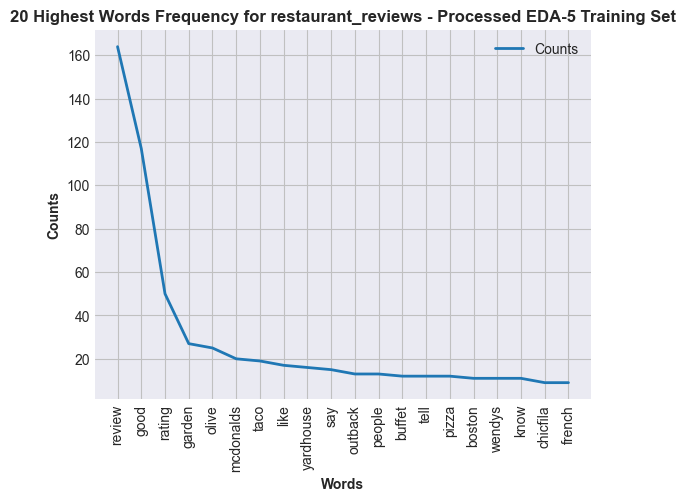 20 Highest Words Frequency for restaurant_reviews - Processed EDA-5 Training Set
Counts
160
140
120
100
80
60
40
20
Counts
review
good
rating
garden
olive
mcdonalds
taco
like
yardhouse
say
outback
people
buffet
tell
pizza
boston
wendys
know
chicfila
french
Words